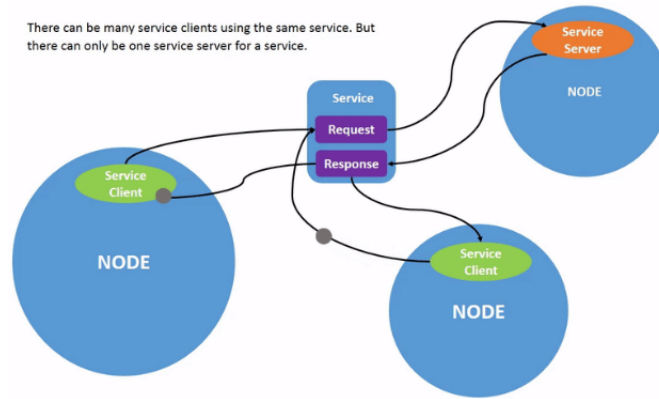 There can be many service clients using the same service. But
there can only be one service server for a service.
Service
Server
NODE
Service
Request
Response
Service
Client
NODE
Service
Client
NODE